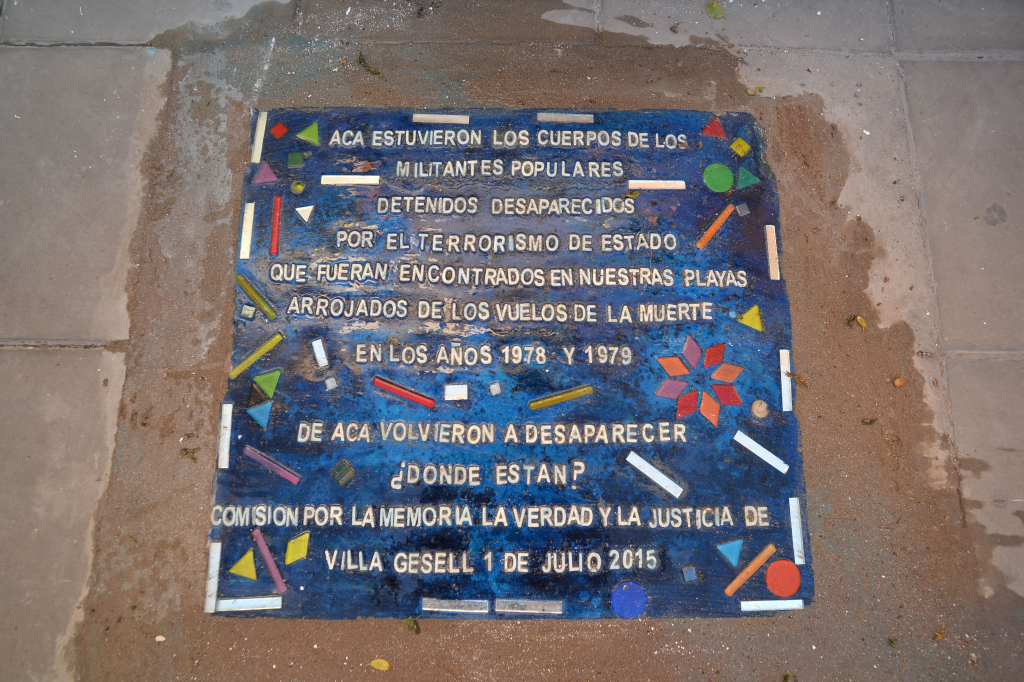 ACA ESTUVIERON LOS CUERPOS DE LOS
MILITANTES POPULARES
DETENIDOS DESAPARECIDOS
POR EL TERRORISMO DE ESTADO
QUE FUERAN ENCONTRADOS EN NUESTRAS PLAYAS
ARROJADOS DE LOS VUELOS DE LA MUERTE
EN LOS AÑOS 1978 Y 1979
DE ACA VOLVIERON A DESAPARECER
¿DONDE ESTAN?
COMISION POR LA MEMORIA LA VERDAD Y LA JUSTICIA DE
VILLA GESELL 1 DE JULIO 2015